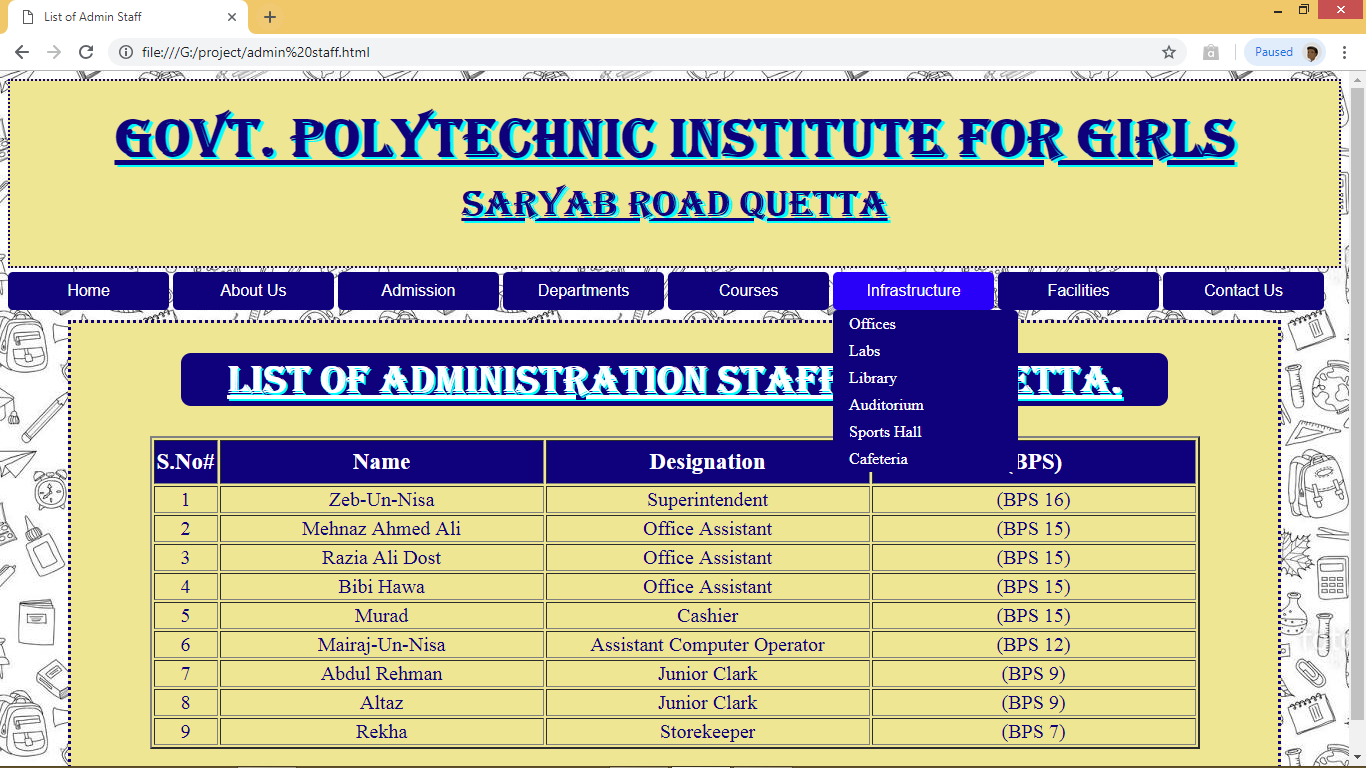 List of Admin Staff
file:///G:/project/admin%20staff.html
Paused
GOVT. POLYTECHNIC INSTITUTE FOR GIRLS
SARYAB ROAD QUETTA
Home About Us Admission Departments Courses Infrastructure Facilities Contact Us
Offices
Labs
Library
Auditorium
Sports Hall
Cafeteria
LIST OF ADMINISTRATION STAFF
S.No# Name Designation BPS)
1 Zeb-Un-Nisa Superintendent (BPS 16)
2 Mehnaz Ahmed Ali Office Assistant (BPS 15)
3 Razia Ali Dost Office Assistant (BPS 15)
4 Bibi Hawa Office Assistant (BPS 15)
5 Murad Cashier (BPS 15)
6 Mairaj-Un-Nisa Assistant Computer Operator (BPS 12)
7 Abdul Rehman Junior Clark (BPS 9)
8 Altaz Junior Clark (BPS 9)
9 Rekha Storekeeper (BPS 7)